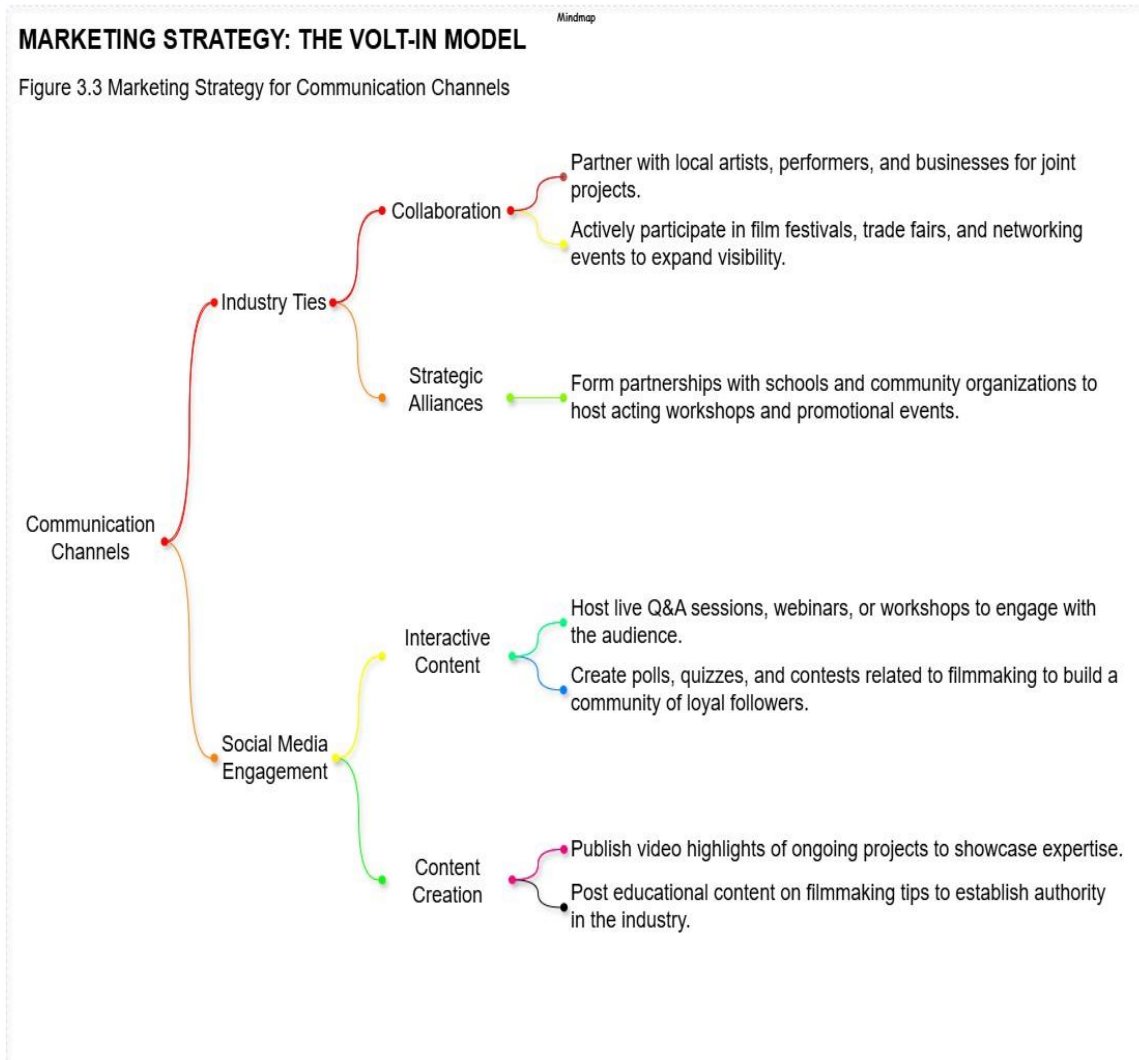 Mindmap
MARKETING STRATEGY: THE VOLT-IN MODEL
Figure 3.3 Marketing Strategy for Communication Channels
Partner with local artists, performers, and businesses for joint
projects.
Collaboration
Actively participate in film festivals, trade fairs, and networking
events to expand visibility.
Industry Ties
Strategic
Alliances
Form partnerships with schools and community organizations to
host acting workshops and promotional events.
Communication
Channels
Host live Q&A sessions, webinars, or workshops to engage with
the audience.
Interactive
Content
Create polls, quizzes, and contests related to filmmaking to build a
community of loyal followers.
Social Media
Engagement
Publish video highlights of ongoing projects to showcase expertise.
Content
Creation
Post educational content on filmmaking tips to establish authority
in the industry.